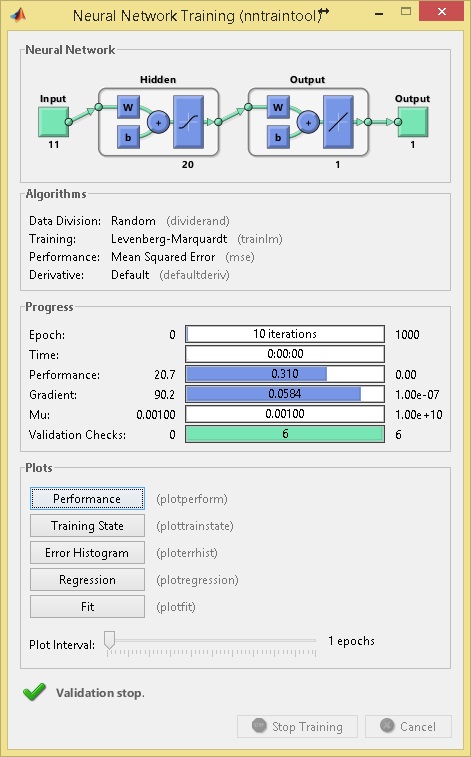 Neural Network Training (nntraintool)
Neural Network
Hidden Output
Input Output
W W
b + b +
11 20 1 1
Algorithms
Data Division: Random (dividerand)
Training: Levenberg-Marquardt (trainlm)
Performance: Mean Squared Error (mse)
Derivative: Default (defaultderiv)
Progress
Epoch: 0 10 iterations 1000
Time: 0:00:00
Performance: 20.7 0.310 0.00
Gradient: 90.2 0.0584 1.00e-07
Mu: 0.00100 0.00100 1.00e+10
Validation Checks: 0 6 6
Plots
Performance (plotperform)
Training State (plottrainstate)
Error Histogram (ploterrhist)
Regression (plotregression)
Fit (plotfit)
Plot Interval: 1 epochs
Validation stop.
Stop Training Cancel